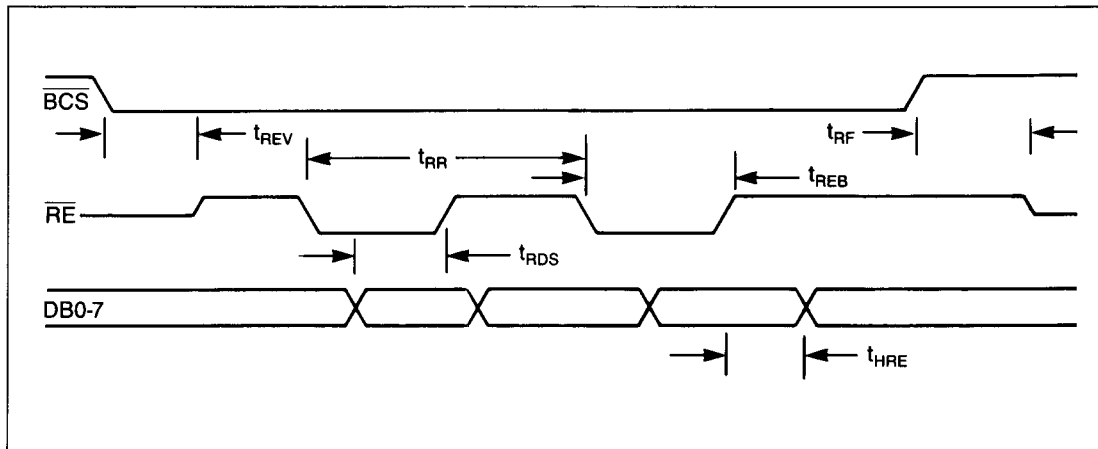 BCS
tREV
tRF
tRR
tREB
RE
tRDS
DB0-7
tHRE